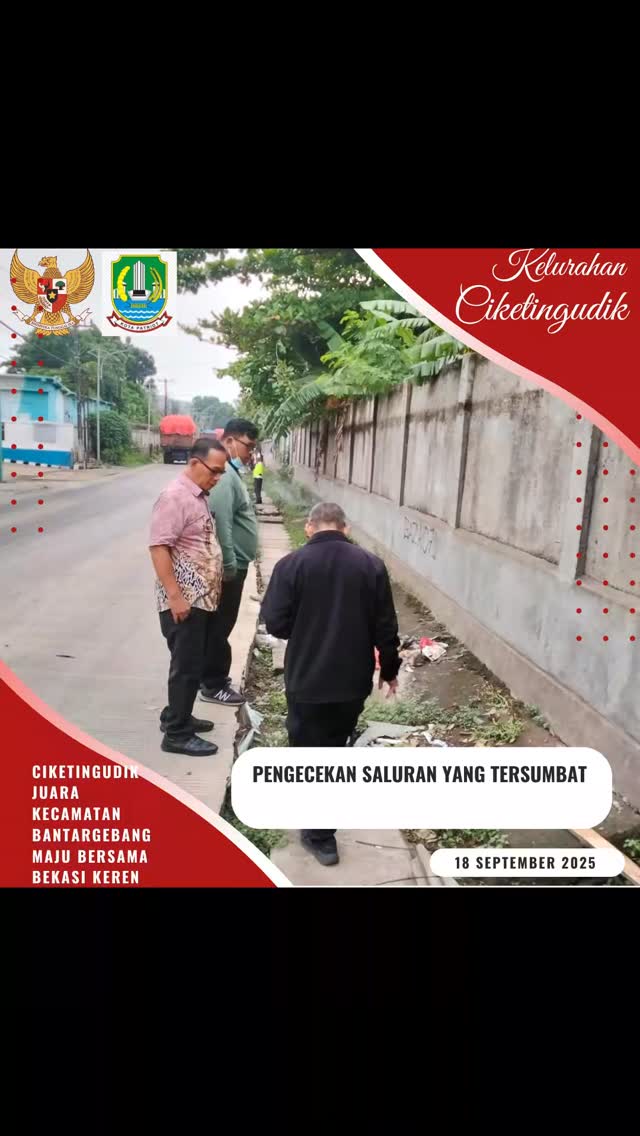 Kelurahan
Ciketingudik
PENGECEKAN SALURAN YANG TERSUMBAT
18 SEPTEMBER 2025
CIKETINGUDIK
JUARA
KECAMATAN
BANTARGEBANG
MAJU BERSAMA
BEKASI KEREN